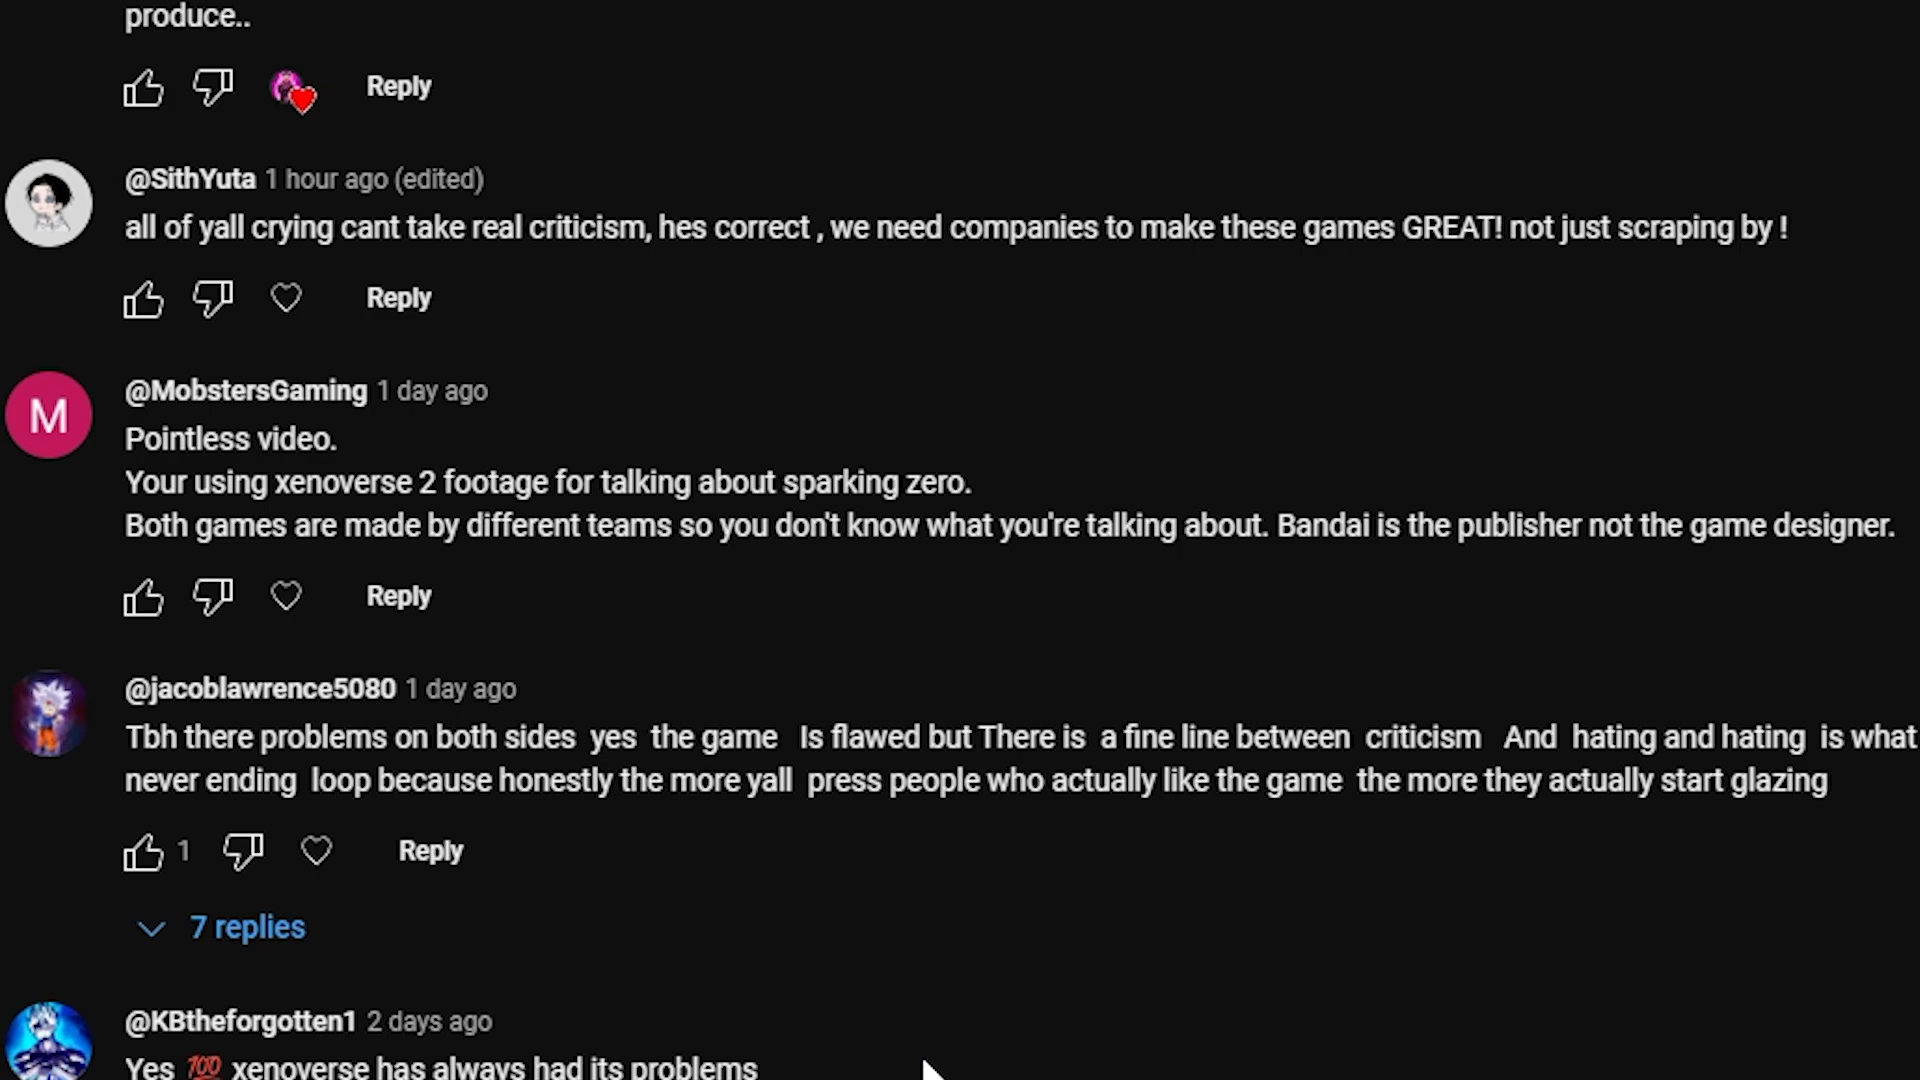 produce..
Reply
@SithYuta 1 hour ago (edited)
all of yall crying cant take real criticism, hes correct , we need companies to make these games GREAT! not just scraping by !
Reply
M
@MobstersGaming 1 day ago
Pointless video.
Your using xenoverse 2 footage for talking about sparking zero.
Both games are made by different teams so you don't know what you're talking about. Bandai is the publisher not the game designer.
Reply
@jacoblawrence5080 1 day ago
Tbh there problems on both sides yes the game Is flawed but There is a fine line between criticism And hating and hating is what
never ending loop because honestly the more yall press people who actually like the game the more they actually start glazing
1 Reply
7 replies
@KBtheforgotten1 2 days ago
Yes 💯 xenoverse has always had its problems